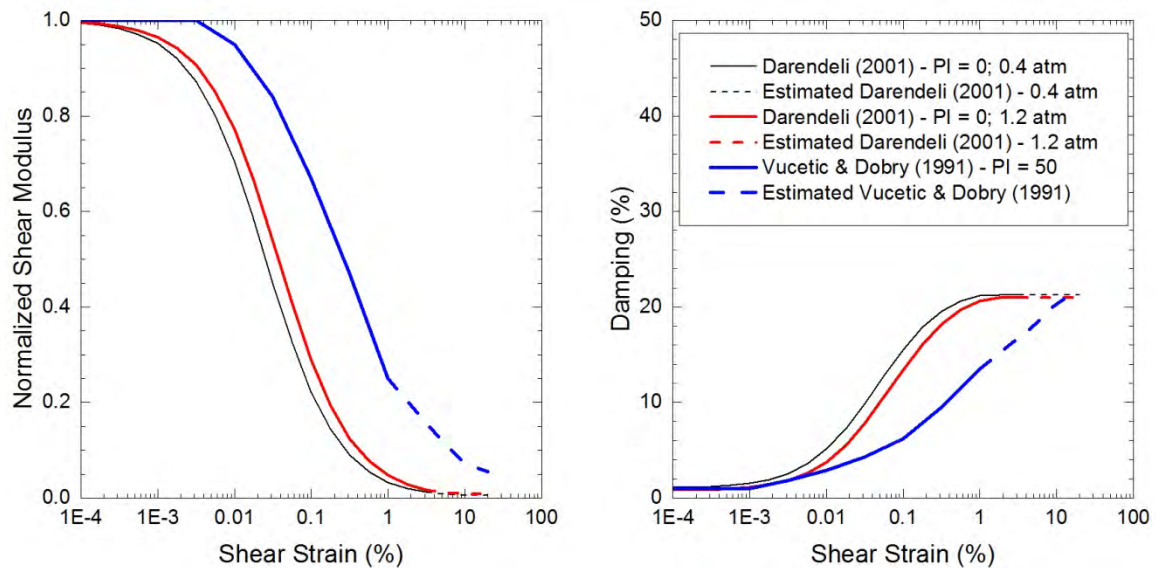 1.0
0.8
0.6
0.4
0.2
0.0
1E-4 1E-3 0.01 0.1 1 10 100
Normalized Shear Modulus
Shear Strain (%)
50
40
30
20
10
0
1E-4 1E-3 0.01 0.1 1 10 100
Damping (%)
Shear Strain (%)
Darendeli (2001) - PI = 0; 0.4 atm
Estimated Darendeli (2001) - 0.4 atm
Darendeli (2001) - PI = 0; 1.2 atm
Estimated Darendeli (2001) - 1.2 atm
Vucetic & Dobry (1991) - PI = 50
Estimated Vucetic & Dobry (1991)